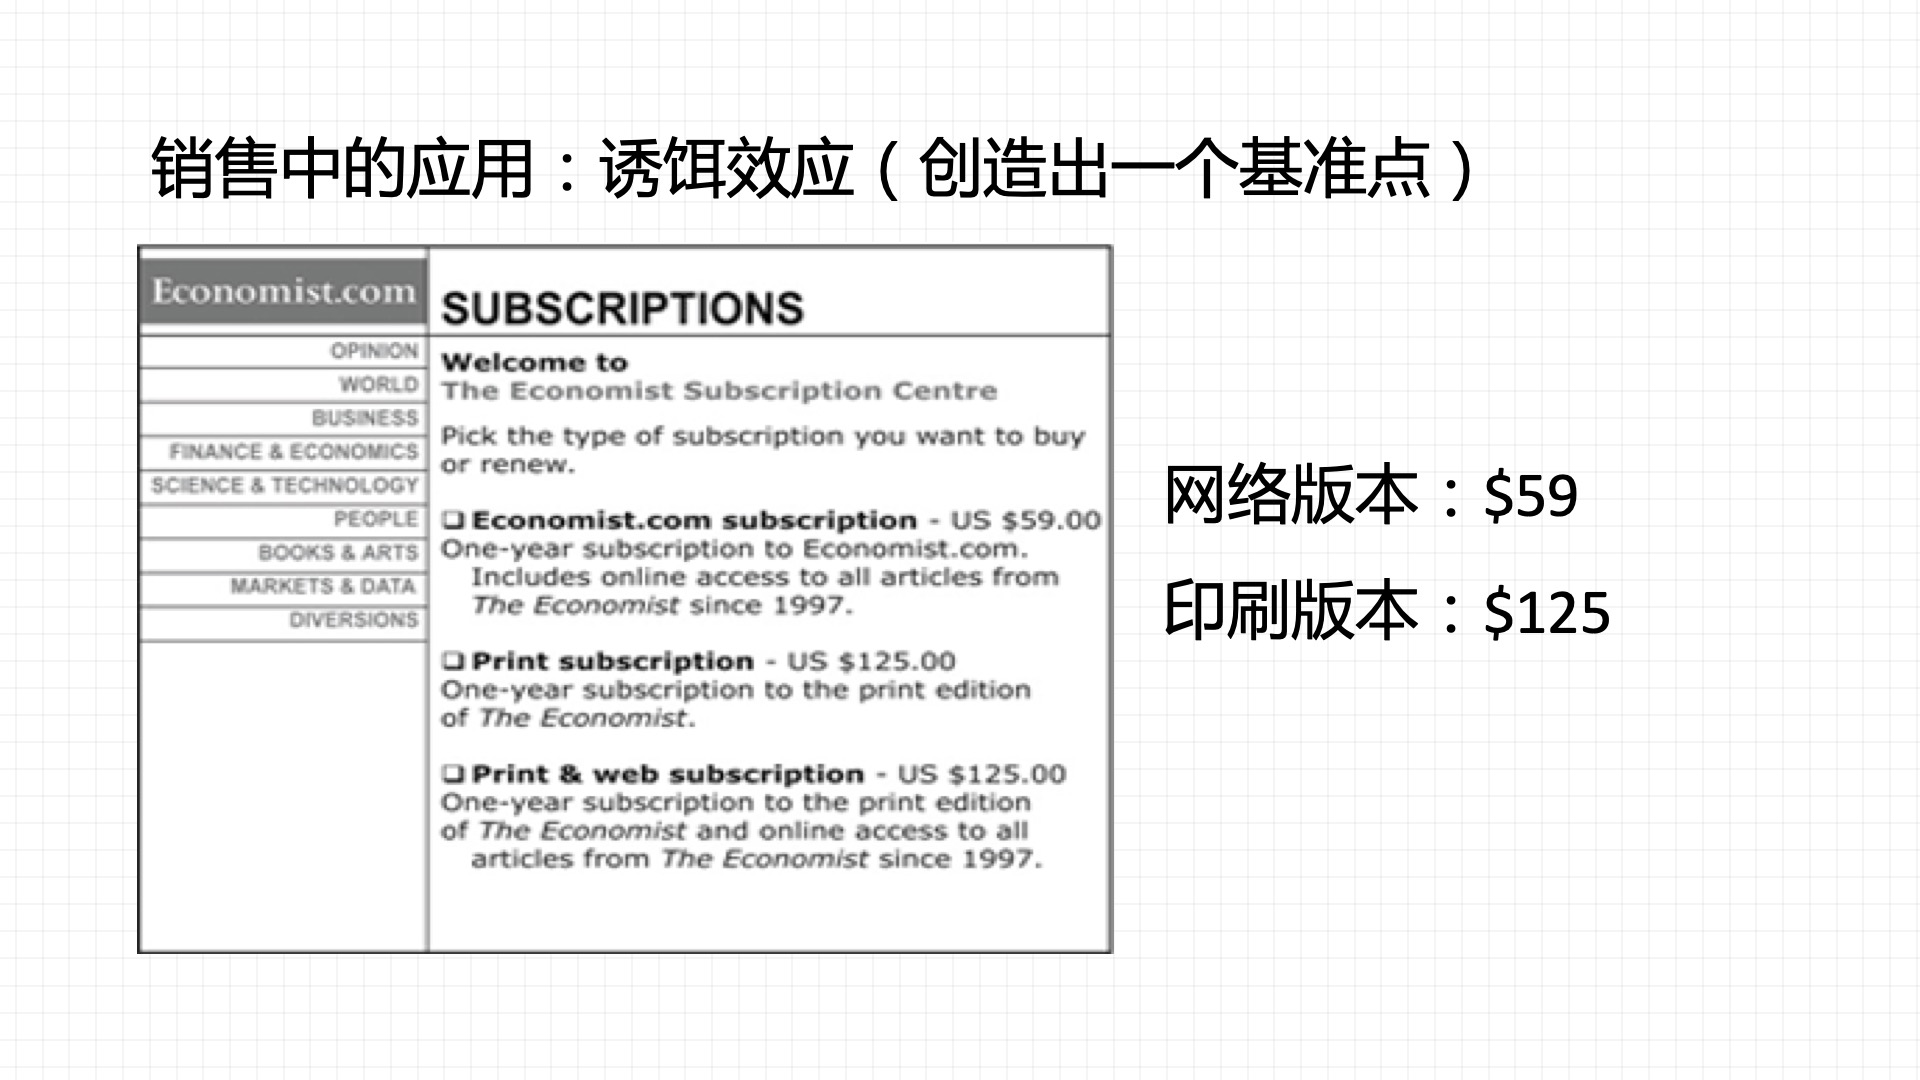 销售中的应用：诱饵效应（创造出一个基准点）
Economist.com
OPINION
WORLD
BUSINESS
FINANCE & ECONOMICS
SCIENCE & TECHNOLOGY
PEOPLE
BOOKS & ARTS
MARKETS & DATA
DIVERSIONS
SUBSCRIPTIONS
Welcome to
The Economist Subscription Centre
Pick the type of subscription you want to buy
or renew.
❑ Economist.com subscription - US $59.00
One-year subscription to Economist.com.
Includes online access to all articles from
The Economist since 1997.
❑ Print subscription - US $125.00
One-year subscription to the print edition
of The Economist.
❑ Print & web subscription - US $125.00
One-year subscription to the print edition
of The Economist and online access to all
articles from The Economist since 1997.
网络版本：$59
印刷版本：$125